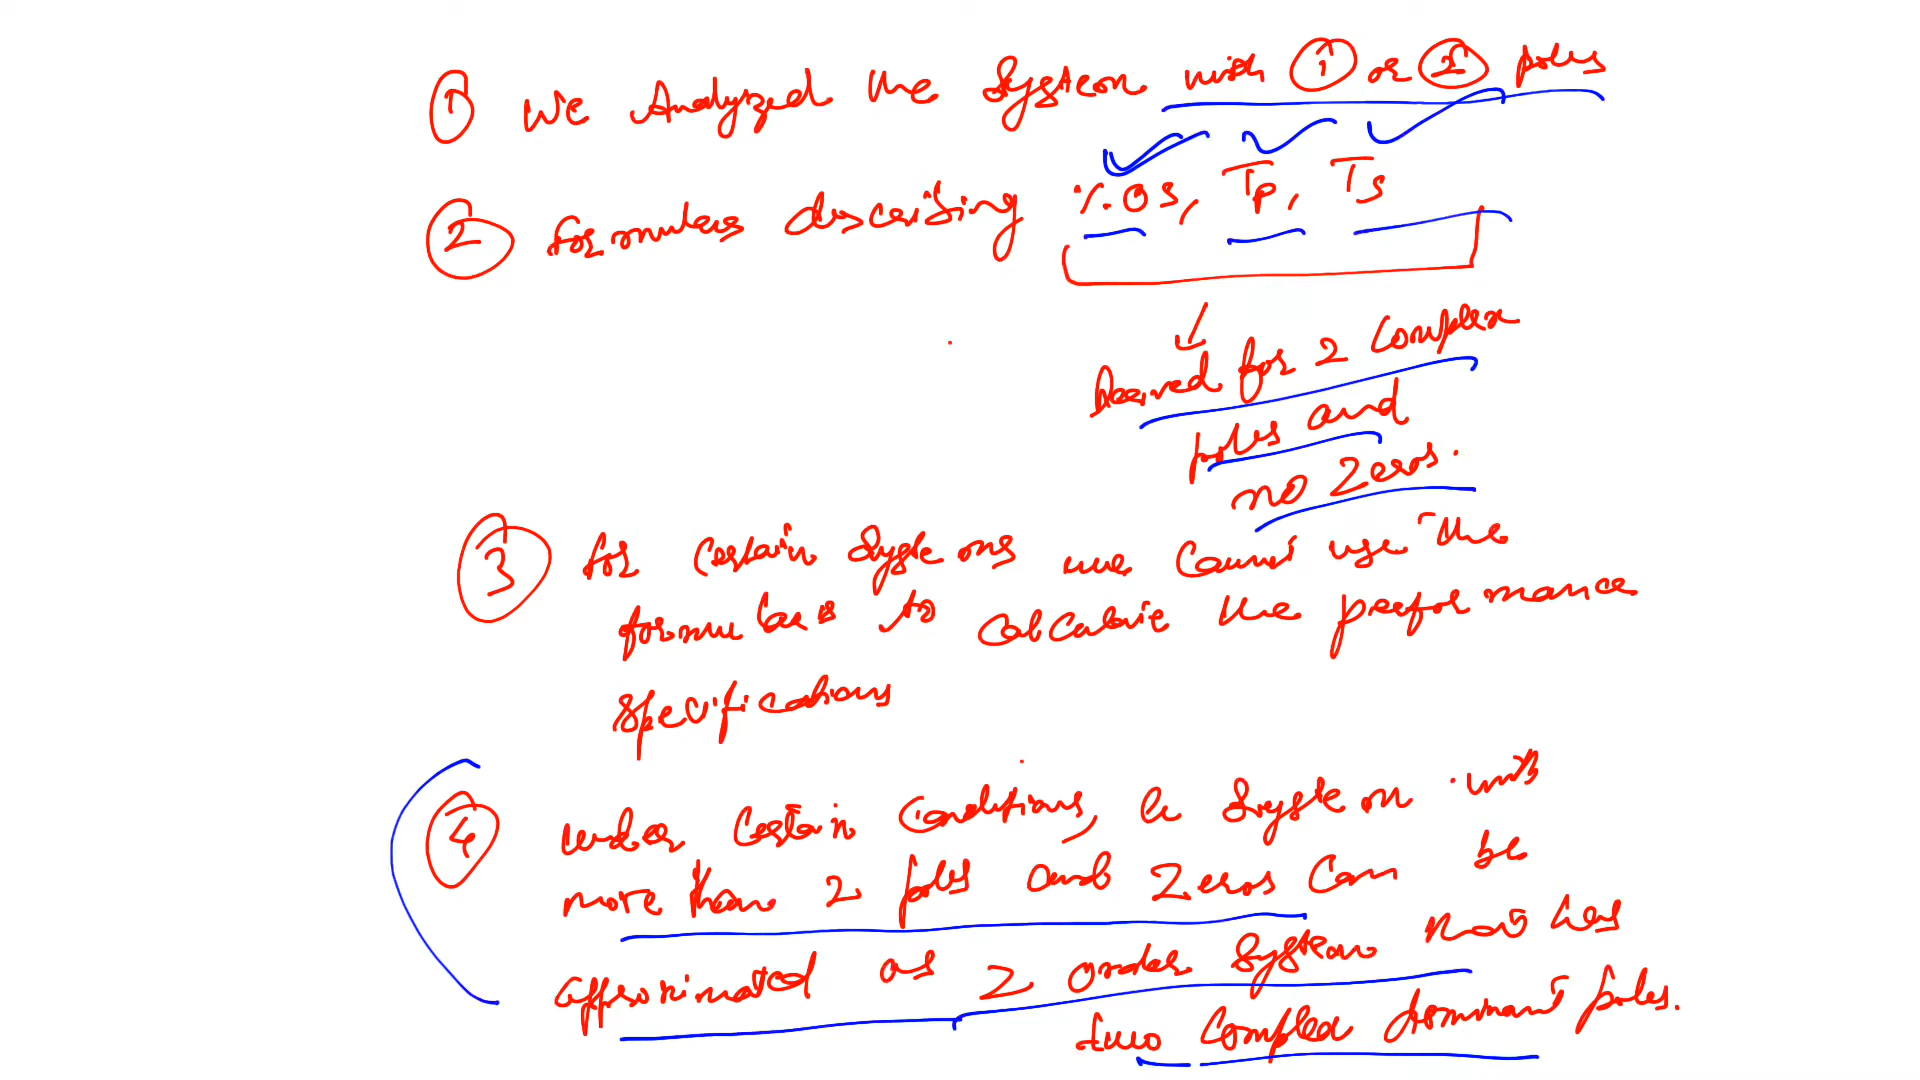 ① We Analyzed the System with ① or ② poles
② formulas describing %OS, Tp, Ts
↓
Derived for 2 Complex
poles and
no Zeros.
③ for Certain Systems we Cannot use the
formulas to calculate the performance
Specifications
④ under Certain Conditions, a System with
more than 2 poles and Zeros Can be
approximated as 2 order System that has
two Complex dominant poles.